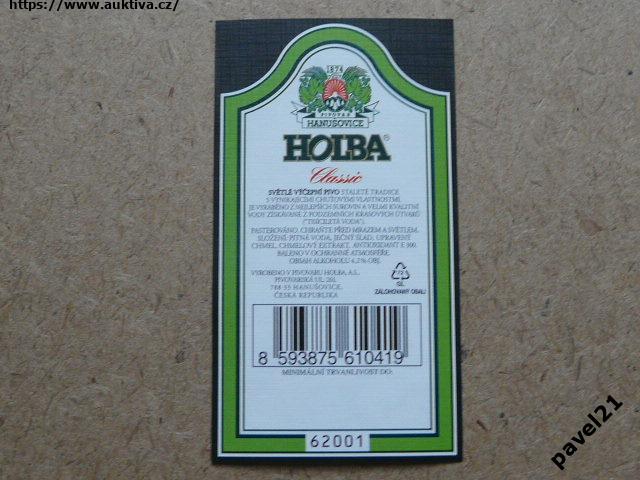 https://www.auktiva.cz/
1874
PIVOVAR
HANUŠOVICE
HOLBA®
Classic
SVĚTLÉ VÝČEPNÍ PIVO STALETÉ TRADICE
S VYNIKAJÍCÍMI CHUŤOVÝMI VLASTNOSTMI.
JE VYRÁBĚNO Z NEJLEPŠÍCH SUROVIN A VELMI KVALITNÍ
VODY ZÍSKÁVANÉ Z PODZEMNÍCH KRASOVÝCH ÚTVARŮ
("TISÍCILETÁ VODA").
PASTEROVÁNO. CHRAŇTE PŘED MRAZEM A SVĚTLEM.
SLOŽENÍ: PITNÁ VODA, JEČNÝ SLAD, UPRAVENÝ
CHMEL, CHMELOVÝ EXTRAKT, ANTIOXIDANT E 300.
BALENO V OCHRANNÉ ATMOSFÉŘE.
OBSAH ALKOHOLU 4,2% OBJ.
VYROBENO V PIVOVARU HOLBA, A.S.,
PIVOVARSKÁ UL. 261,
788 33 HANUŠOVICE,
ČESKÁ REPUBLIKA
ZÁLOHOVANÝ OBAL!
8 593875 610419
MINIMÁLNÍ TRVANLIVOST DO:
62001
pavel21